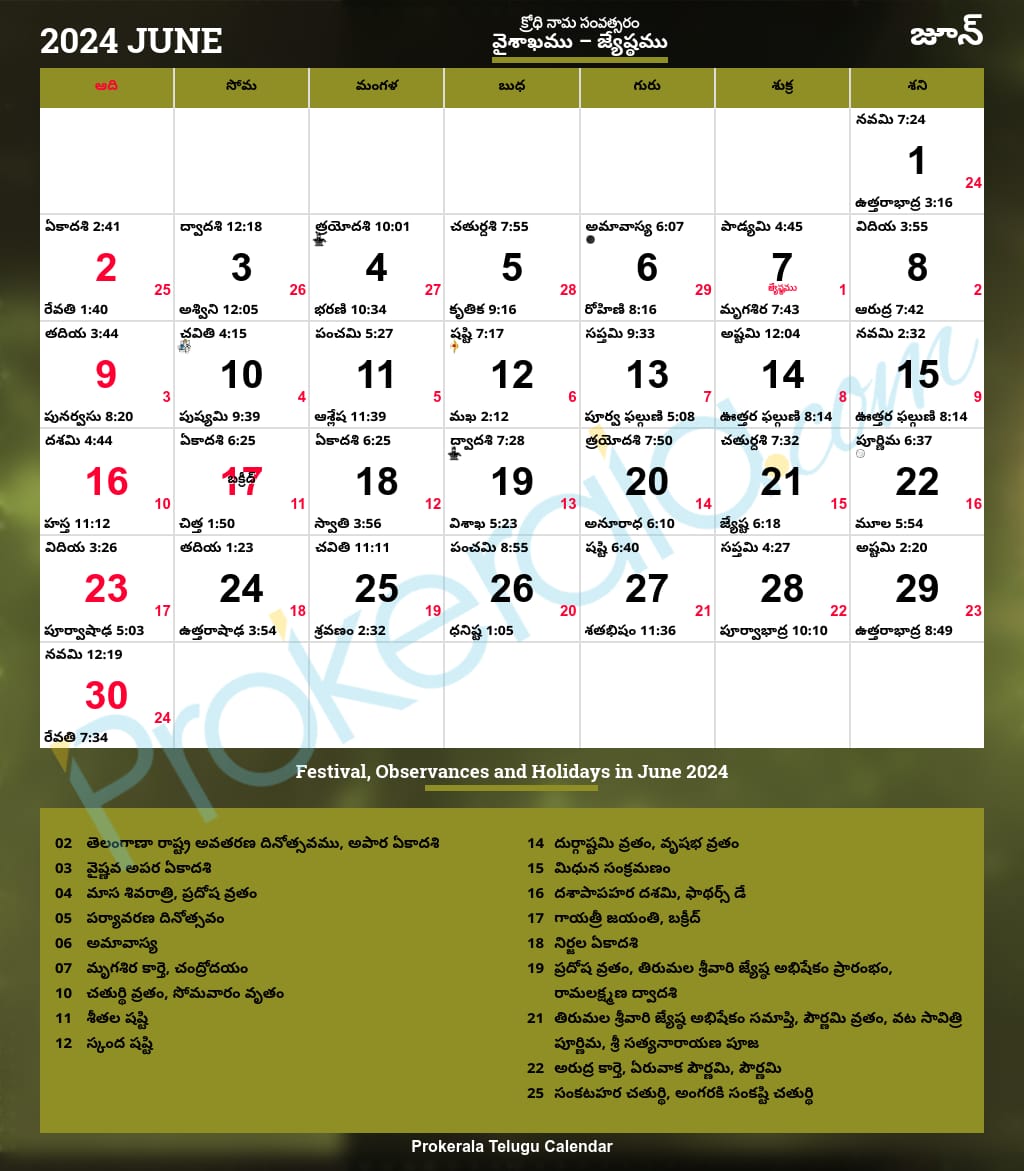 2024 JUNE
క్రోధి నామ సంవత్సరం
వైశాఖము – జ్యేష్ఠము
జూన్
ఆది సోమ మంగళ బుధ గురు శుక్ర శని
నవమి 7:24
1
24
ఉత్తరాభాద్ర 3:16
ఏకాదశి 2:41 ద్వాదశి 12:18 త్రయోదశి 10:01 చతుర్దశి 7:55 అమావాస్య 6:07 పాడ్యమి 4:45 విదియ 3:55
2 3 4 5 6 7 8
జ్యేష్ఠము
25 26 27 28 29 1 2
రేవతి 1:40 అశ్విని 12:05 భరణి 10:34 కృతిక 9:16 రోహిణి 8:16 మృగశిర 7:43 ఆరుద్ర 7:42
తదియ 3:44 చవితి 4:15 పంచమి 5:27 షష్టి 7:17 సప్తమి 9:33 అష్టమి 12:04 నవమి 2:32
9 10 11 12 13 14 15
3 4 5 6 7 8 9
పునర్వసు 8:20 పుష్యమి 9:39 ఆశ్లేష 11:39 మఖ 2:12 పూర్వ ఫల్గుణి 5:08 ఊత్తర ఫల్గుణి 8:14 ఊత్తర ఫల్గుణి 8:14
దశమి 4:44 ఏకాదశి 6:25 ఏకాదశి 6:25 ద్వాదశి 7:28 త్రయోదశి 7:50 చతుర్దశి 7:32 పూర్ణిమ 6:37
16 17 18 19 20 21 22
బక్రీద్
10 11 12 13 14 15 16
హస్త 11:12 చిత్త 1:50 స్వాతి 3:56 విశాఖ 5:23 అనూరాధ 6:10 జ్యేష్ట 6:18 మూల 5:54
విదియ 3:26 తదియ 1:23 చవితి 11:11 పంచమి 8:55 షష్టి 6:40 సప్తమి 4:27 అష్టమి 2:20
23 24 25 26 27 28 29
17 18 19 20 21 22 23
పూర్వాషాఢ 5:03 ఉత్తరాషాఢ 3:54 శ్రవణం 2:32 ధనిష్ట 1:05 శతభిషం 11:36 పూర్వాభాద్ర 10:10 ఉత్తరాభాద్ర 8:49
నవమి 12:19
30
24
రేవతి 7:34
Prokerala.com
Festival, Observances and Holidays in June 2024
02 తెలంగాణా రాష్ట్ర అవతరణ దినోత్సవము, అపార ఏకాదశి
03 వైష్ణవ అపర ఏకాదశి
04 మాస శివరాత్రి, ప్రదోష వ్రతం
05 పర్యావరణ దినోత్సవం
06 అమావాస్య
07 మృగశిర కార్తె, చంద్రోదయం
10 చతుర్థి వ్రతం, సోమవారం వృతం
11 శీతల షష్టి
12 స్కంద షష్టి
14 దుర్గాష్టమి వ్రతం, వృషభ వ్రతం
15 మిధున సంక్రమణం
16 దశాపాపహర దశమి, ఫాథర్స్ డే
17 గాయత్రీ జయంతి, బక్రీద్
18 నిర్జల ఏకాదశి
19 ప్రదోష వ్రతం, తిరుమల శ్రీవారి జ్యేష్ఠ అభిషేకం ప్రారంభం,
రామలక్ష్మణ ద్వాదశి
21 తిరుమల శ్రీవారి జ్యేష్ఠ అభిషేకం సమాప్తి, పౌర్ణమి వ్రతం, వట సావిత్రి
పూర్ణిమ, శ్రీ సత్యనారాయణ పూజ
22 అరుద్ర కార్తె, ఏరువాక పౌర్ణమి, పౌర్ణమి
25 సంకటహర చతుర్థి, అంగరకి సంకష్టి చతుర్థి
Prokerala Telugu Calendar